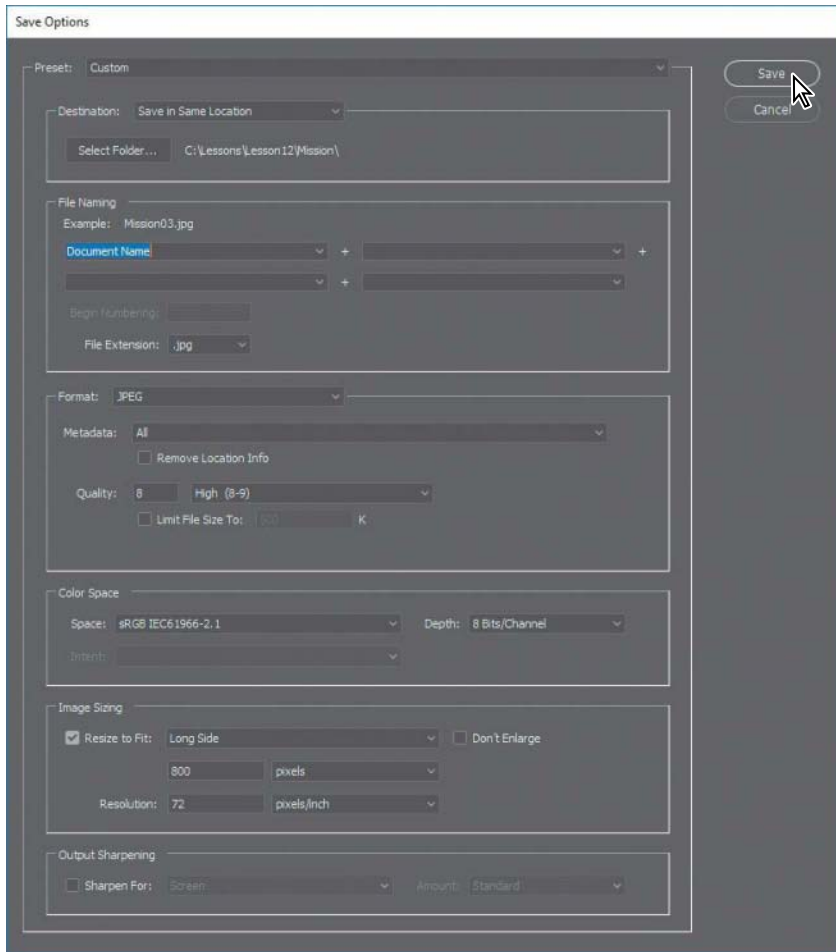 Save Options
Preset: Custom
Save
Cancel
Destination: Save in Same Location
Select Folder... C:\Lessons\Lesson12\Mission\
File Naming
Example: Mission03.jpg
Document Name + +
+
Begin Numbering:
File Extension: .jpg
Format: JPEG
Metadata: All
Remove Location Info
Quality: 8 High (8-9)
Limit File Size To: K
Color Space
Space: sRGB IEC61966-2.1 Depth: 8 Bits/Channel
Intent:
Image Sizing
Resize to Fit: Long Side Don't Enlarge
800 pixels
Resolution: 72 pixels/inch
Output Sharpening
Sharpen For: Screen Amount: Standard